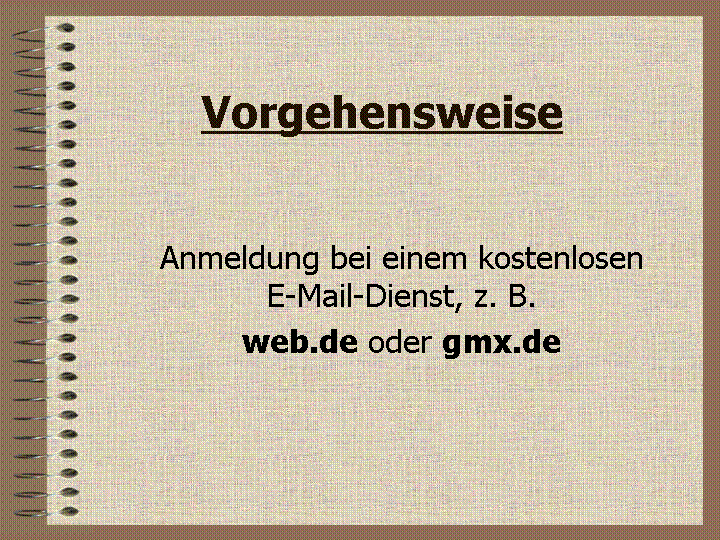 Vorgehensweise
Anmeldung bei einem kostenlosen
E-Mail-Dienst, z. B.
web.de oder gmx.de